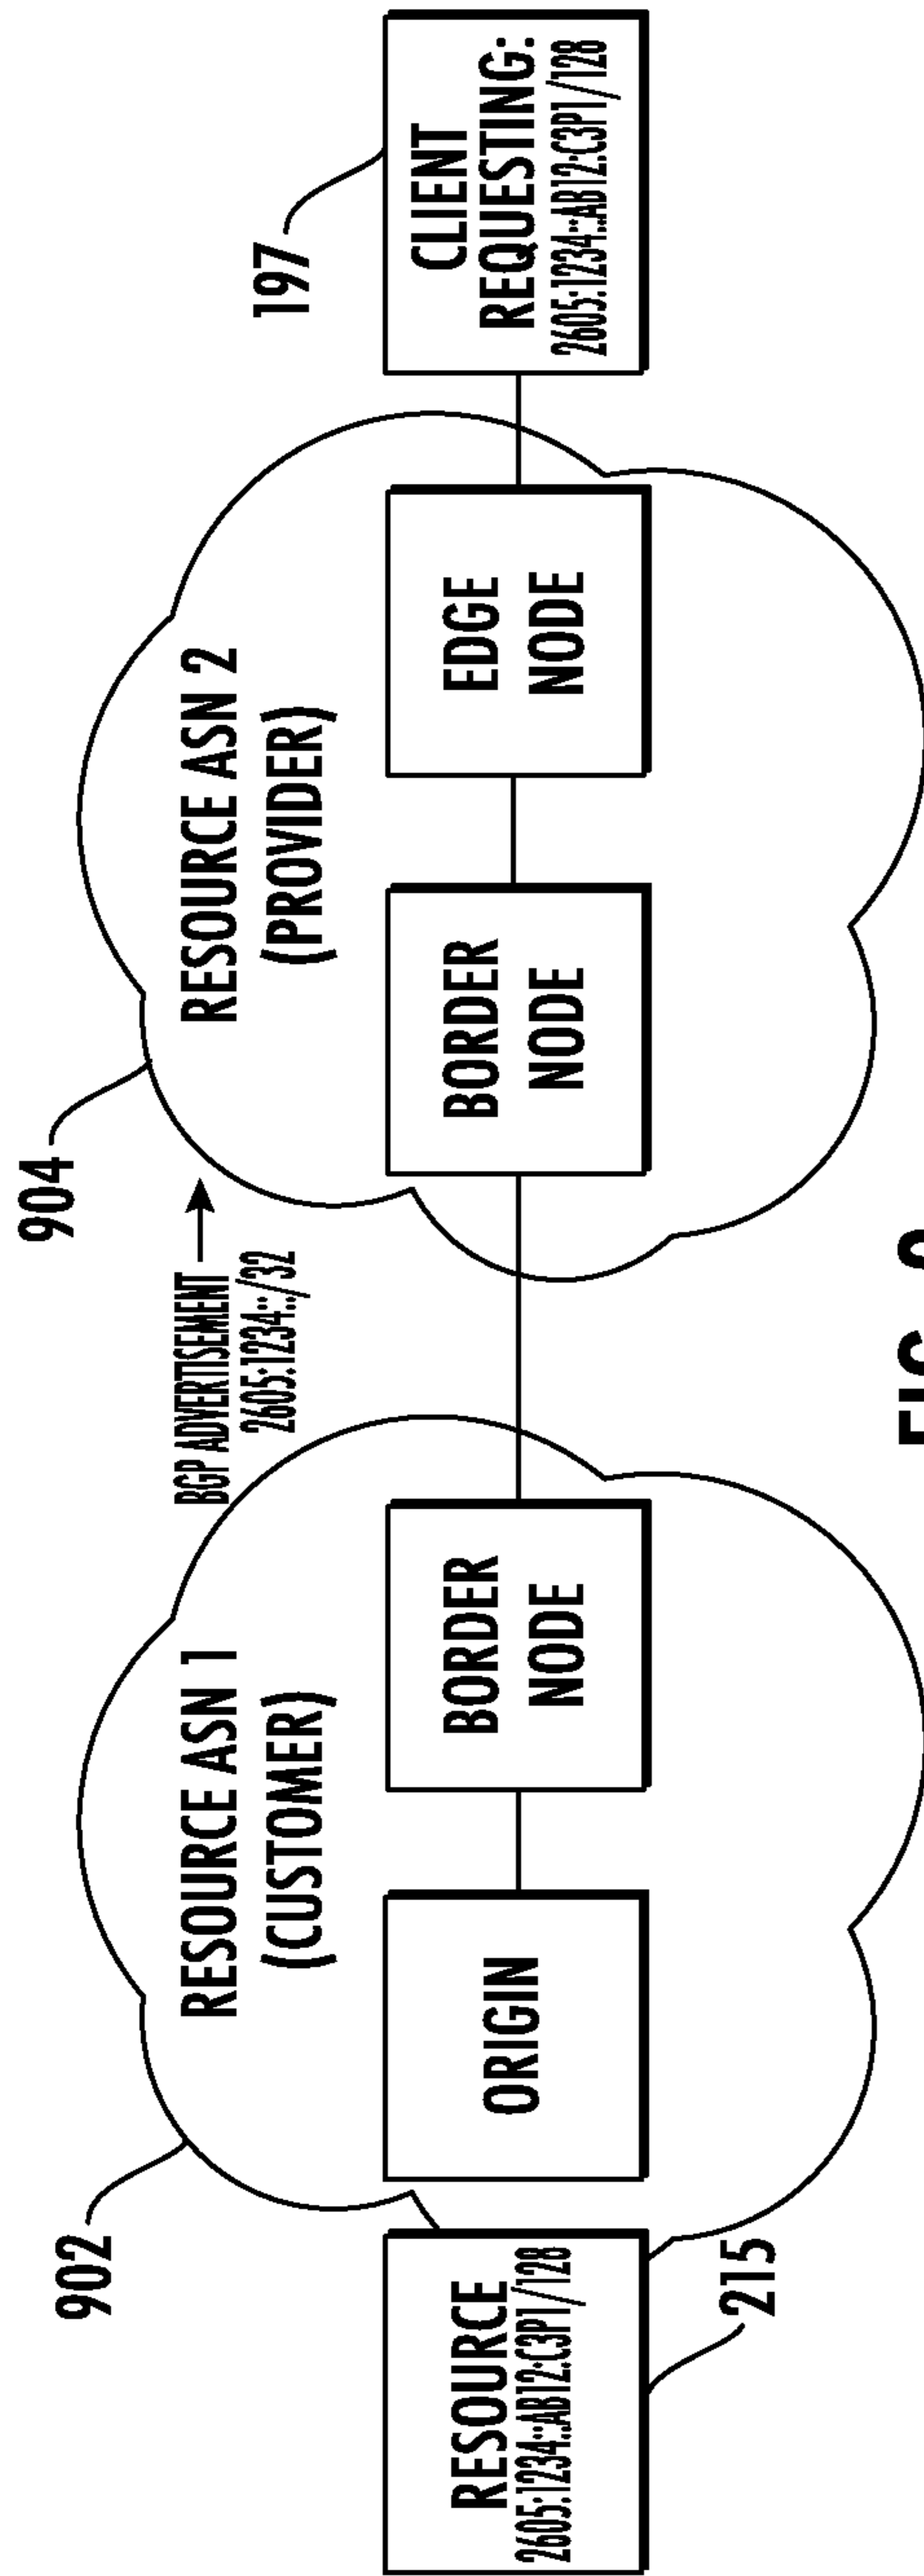 902
904
197
RESOURCE ASN 1
(CUSTOMER)
BGP ADVERTISEMENT
2605:1234::/32
RESOURCE ASN 2
(PROVIDER)
RESOURCE
2605:1234::AB12:C3P1/128
ORIGIN
BORDER
NODE
BORDER
NODE
EDGE
NODE
CLIENT
REQUESTING:
2605:1234::AB12:C3P1/128
215
FIG.